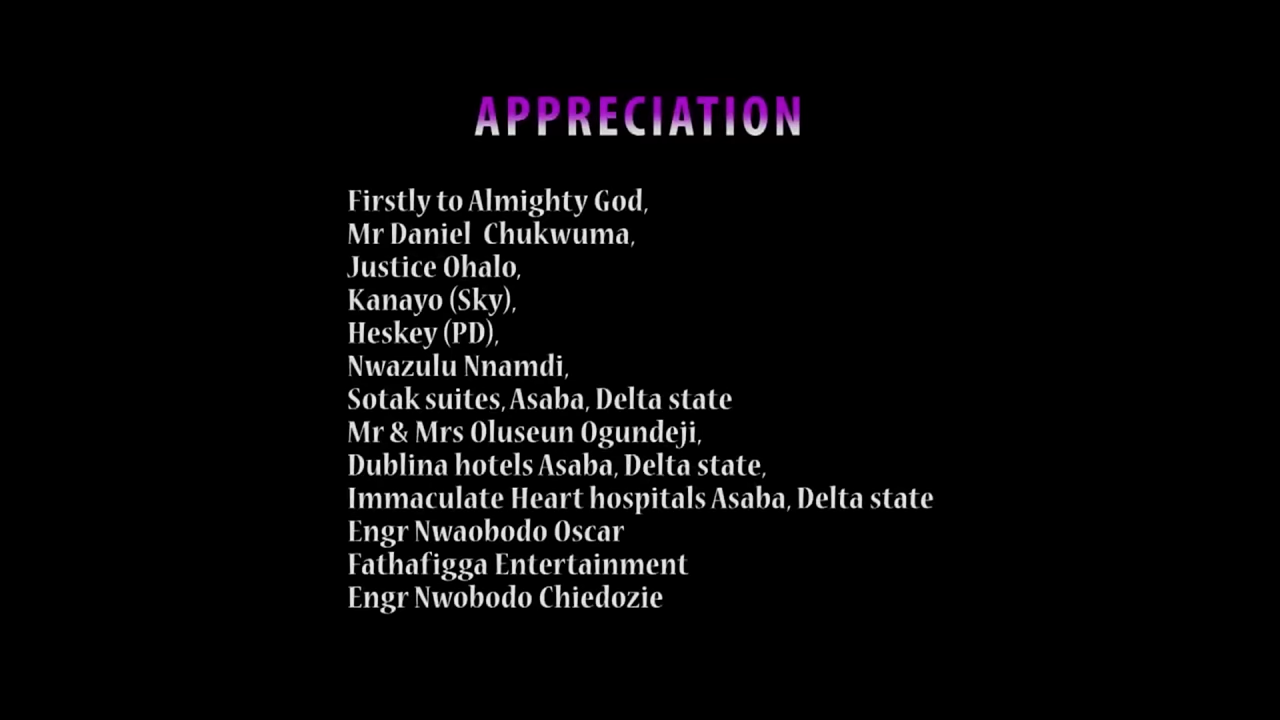 APPRECIATION
Firstly to Almighty God,
Mr Daniel Chukwuma,
Justice Ohalo,
Kanayo (Sky),
Heskey (PD),
Nwazulu Nnamdi,
Sotak suites, Asaba, Delta state
Mr & Mrs Oluseun Ogundeji,
Dublina hotels Asaba, Delta state,
Immaculate Heart hospitals Asaba, Delta state
Engr Nwaobodo Oscar
Fathafigga Entertainment
Engr Nwobodo Chiedozie